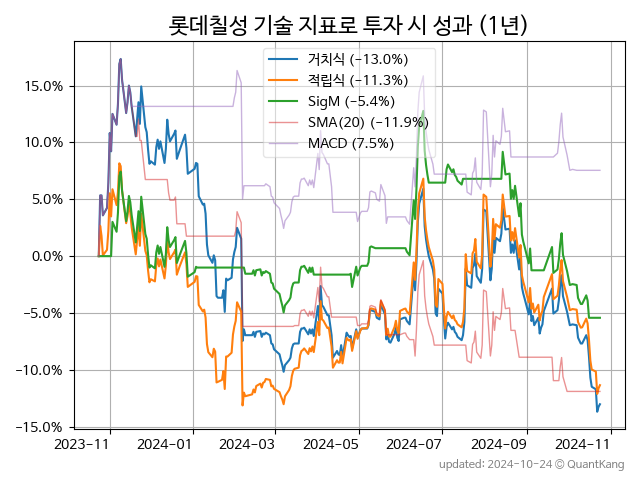 롯데칠성 기술 지표로 투자 시 성과 (1년)
거치식 (−13.0%)
적립식 (−11.3%)
SigM (−5.4%)
SMA(20) (−11.9%)
MACD (7.5%)
15.0%
10.0%
5.0%
0.0%
−5.0%
−10.0%
−15.0%
2023-11 2024-01 2024-03 2024-05 2024-07 2024-09 2024-11
updated: 2024-10-24 © QuantKang